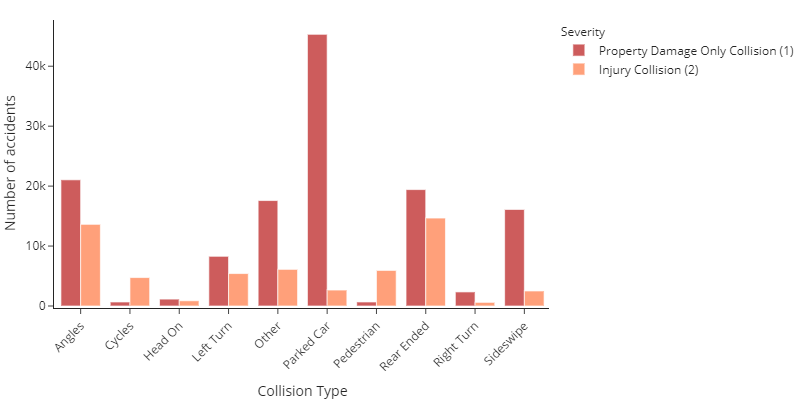 Severity
Property Damage Only Collision (1)
Injury Collision (2)
Number of accidents
40k
30k
20k
10k
0
Angles
Cycles
Head On
Left Turn
Other
Parked Car
Pedestrian
Rear Ended
Right Turn
Sideswipe
Collision Type